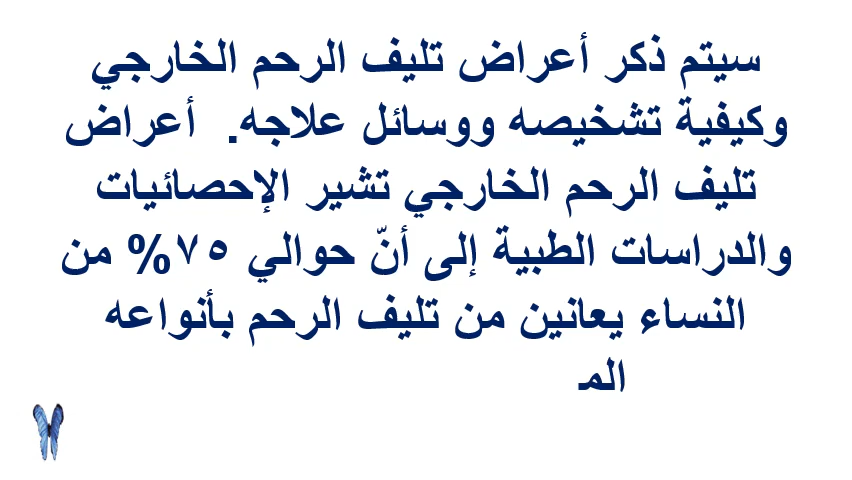 سيتم ذكر أعراض تليف الرحم الخارجي
وكيفية تشخيصه ووسائل علاجه.  أعراض
تليف الرحم الخارجي تشير الإحصائيات
والدراسات الطبية إلى أنّ حوالي ٧٥% من
النساء يعانين من تليف الرحم بأنواعه
المـ